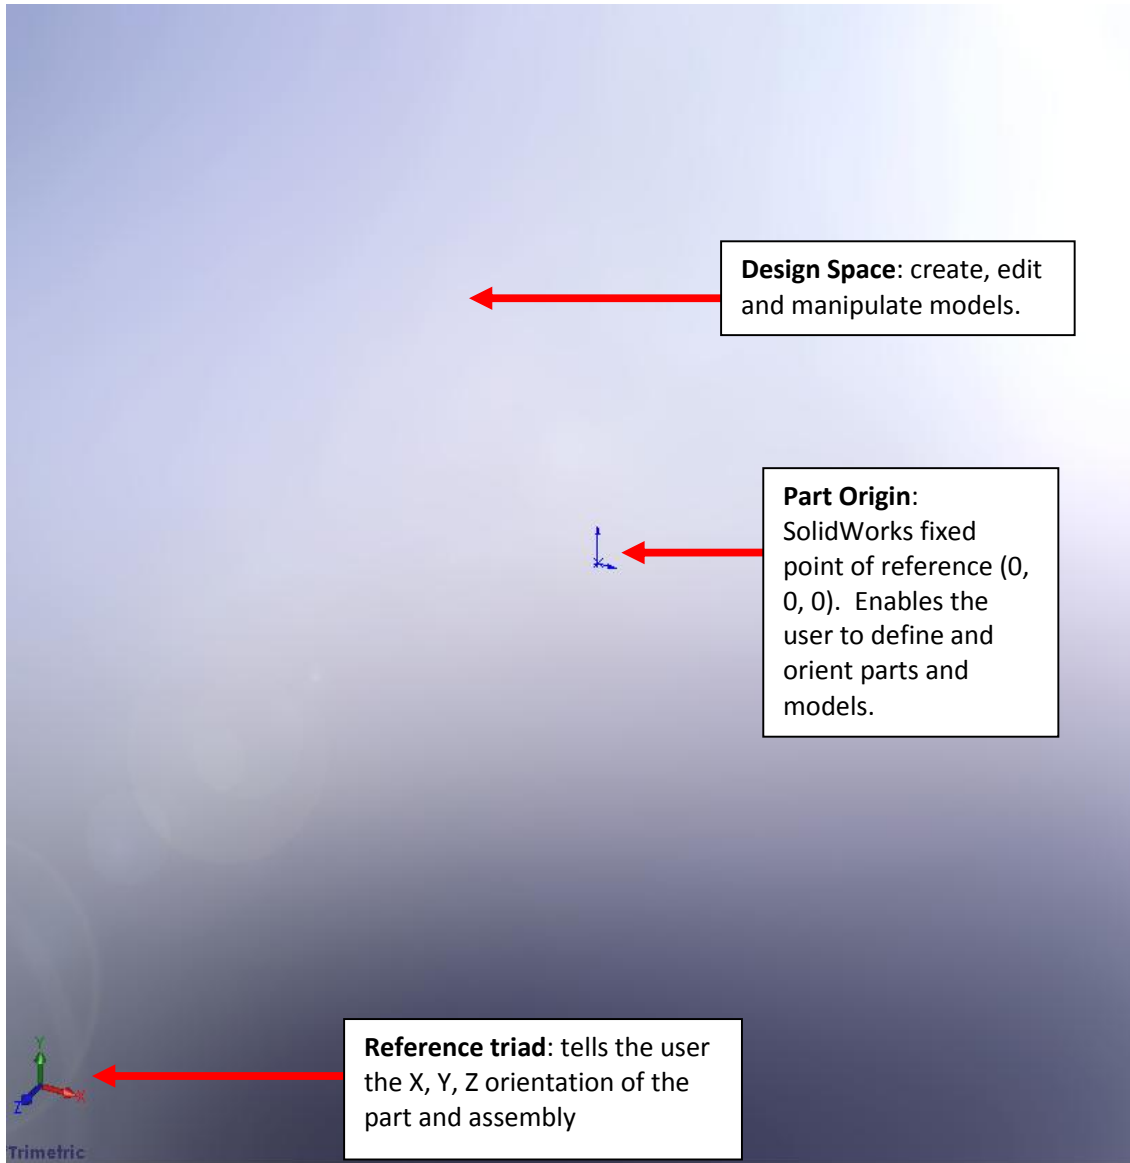 Design Space: create, edit
and manipulate models.
Part Origin:
SolidWorks fixed
point of reference (0,
0, 0).  Enables the
user to define and
orient parts and
models.
Reference triad: tells the user
the X, Y, Z orientation of the
part and assembly
Y
X
Z
*Trimetric